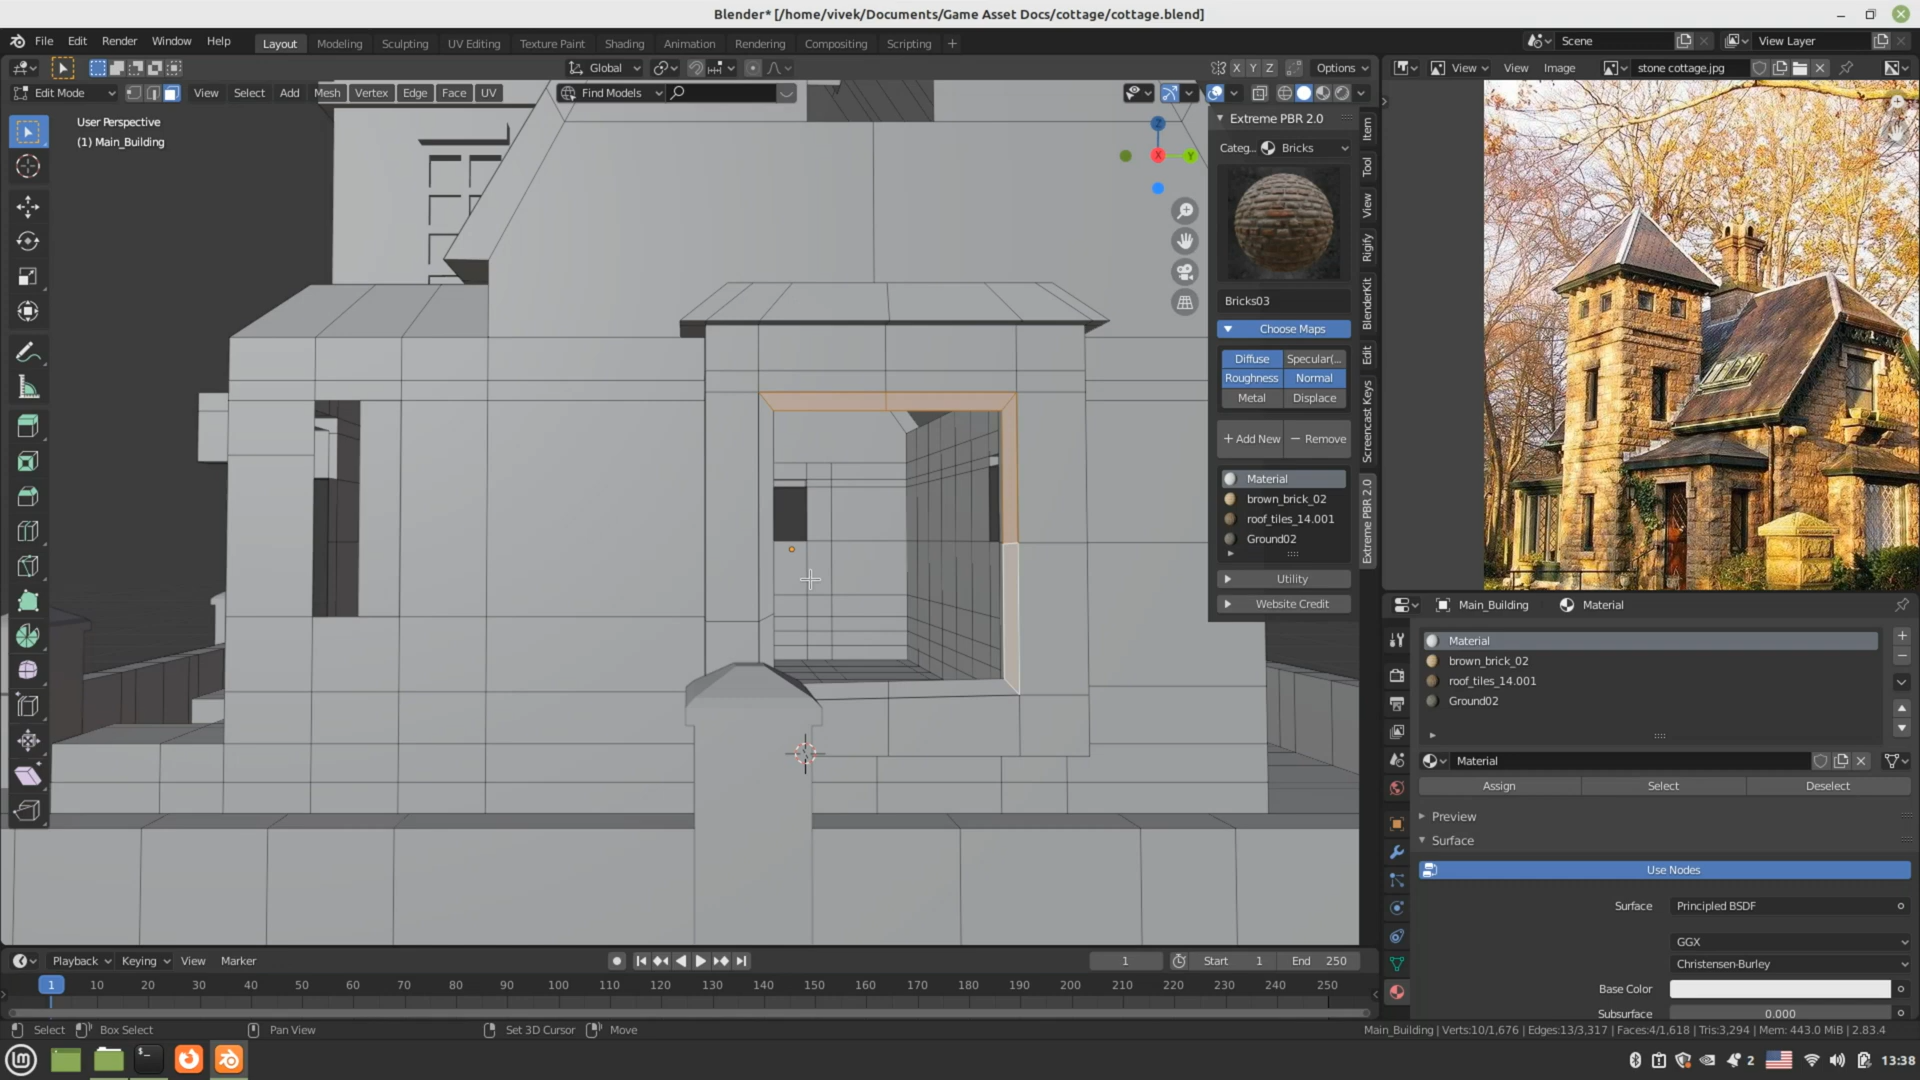 Blender* [/home/vivek/Documents/Game Asset Docs/cottage/cottage.blend]
File Edit Render Window Help Layout Modeling Sculpting UV Editing Texture Paint Shading Animation Rendering Compositing Scripting + Scene View Layer
Global X Y Z Options View View Image stone cottage.jpg
Edit Mode View Select Add Mesh Vertex Edge Face UV Find Models
User Perspective
(1) Main_Building
X Y Z
Extreme PBR 2.0
Categ... Bricks
Bricks03
Choose Maps
Diffuse Specular(...
Roughness Normal
Metal Displace
+ Add New − Remove
Material
brown_brick_02
roof_tiles_14.001
Ground02
Utility
Website Credit
Item
Tool
View
Rigify
BlenderKit
Edit
Screencast Keys
Extreme PBR 2.0
Main_Building Material
Material
brown_brick_02
roof_tiles_14.001
Ground02
Material
Assign Select Deselect
Preview
Surface
Use Nodes
Surface Principled BSDF
GGX
Christensen-Burley
Base Color
Subsurface 0.000
Playback Keying View Marker 1 Start 1 End 250
1 10 20 30 40 50 60 70 80 90 100 110 120 130 140 150 160 170 180 190 200 210 220 230 240 250
Select Box Select Pan View Set 3D Cursor Move Main_Building | Verts:10/1,676 | Edges:13/3,317 | Faces:4/1,618 | Tris:3,294 | Mem: 443.0 MiB | 2.83.4
2 13:38